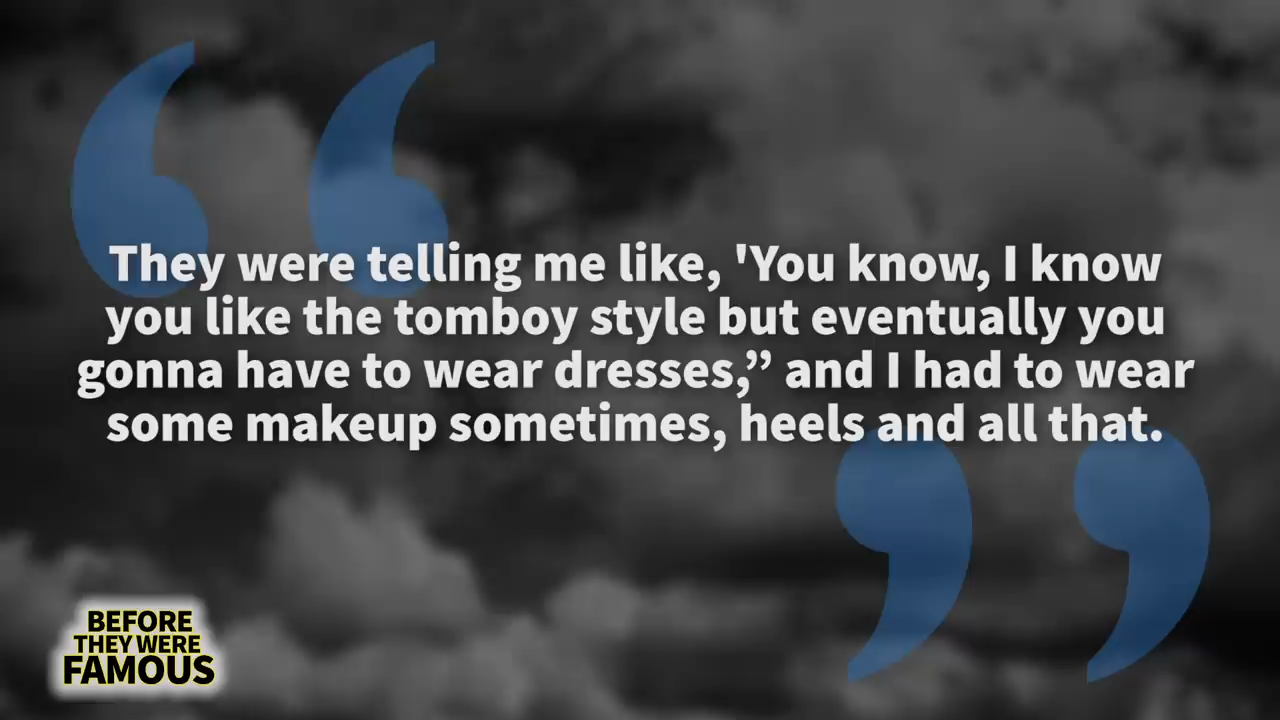 They were telling me like, 'You know, I know
you like the tomboy style but eventually you
gonna have to wear dresses,” and I had to wear
some makeup sometimes, heels and all that.
BEFORE
THEY WERE
FAMOUS